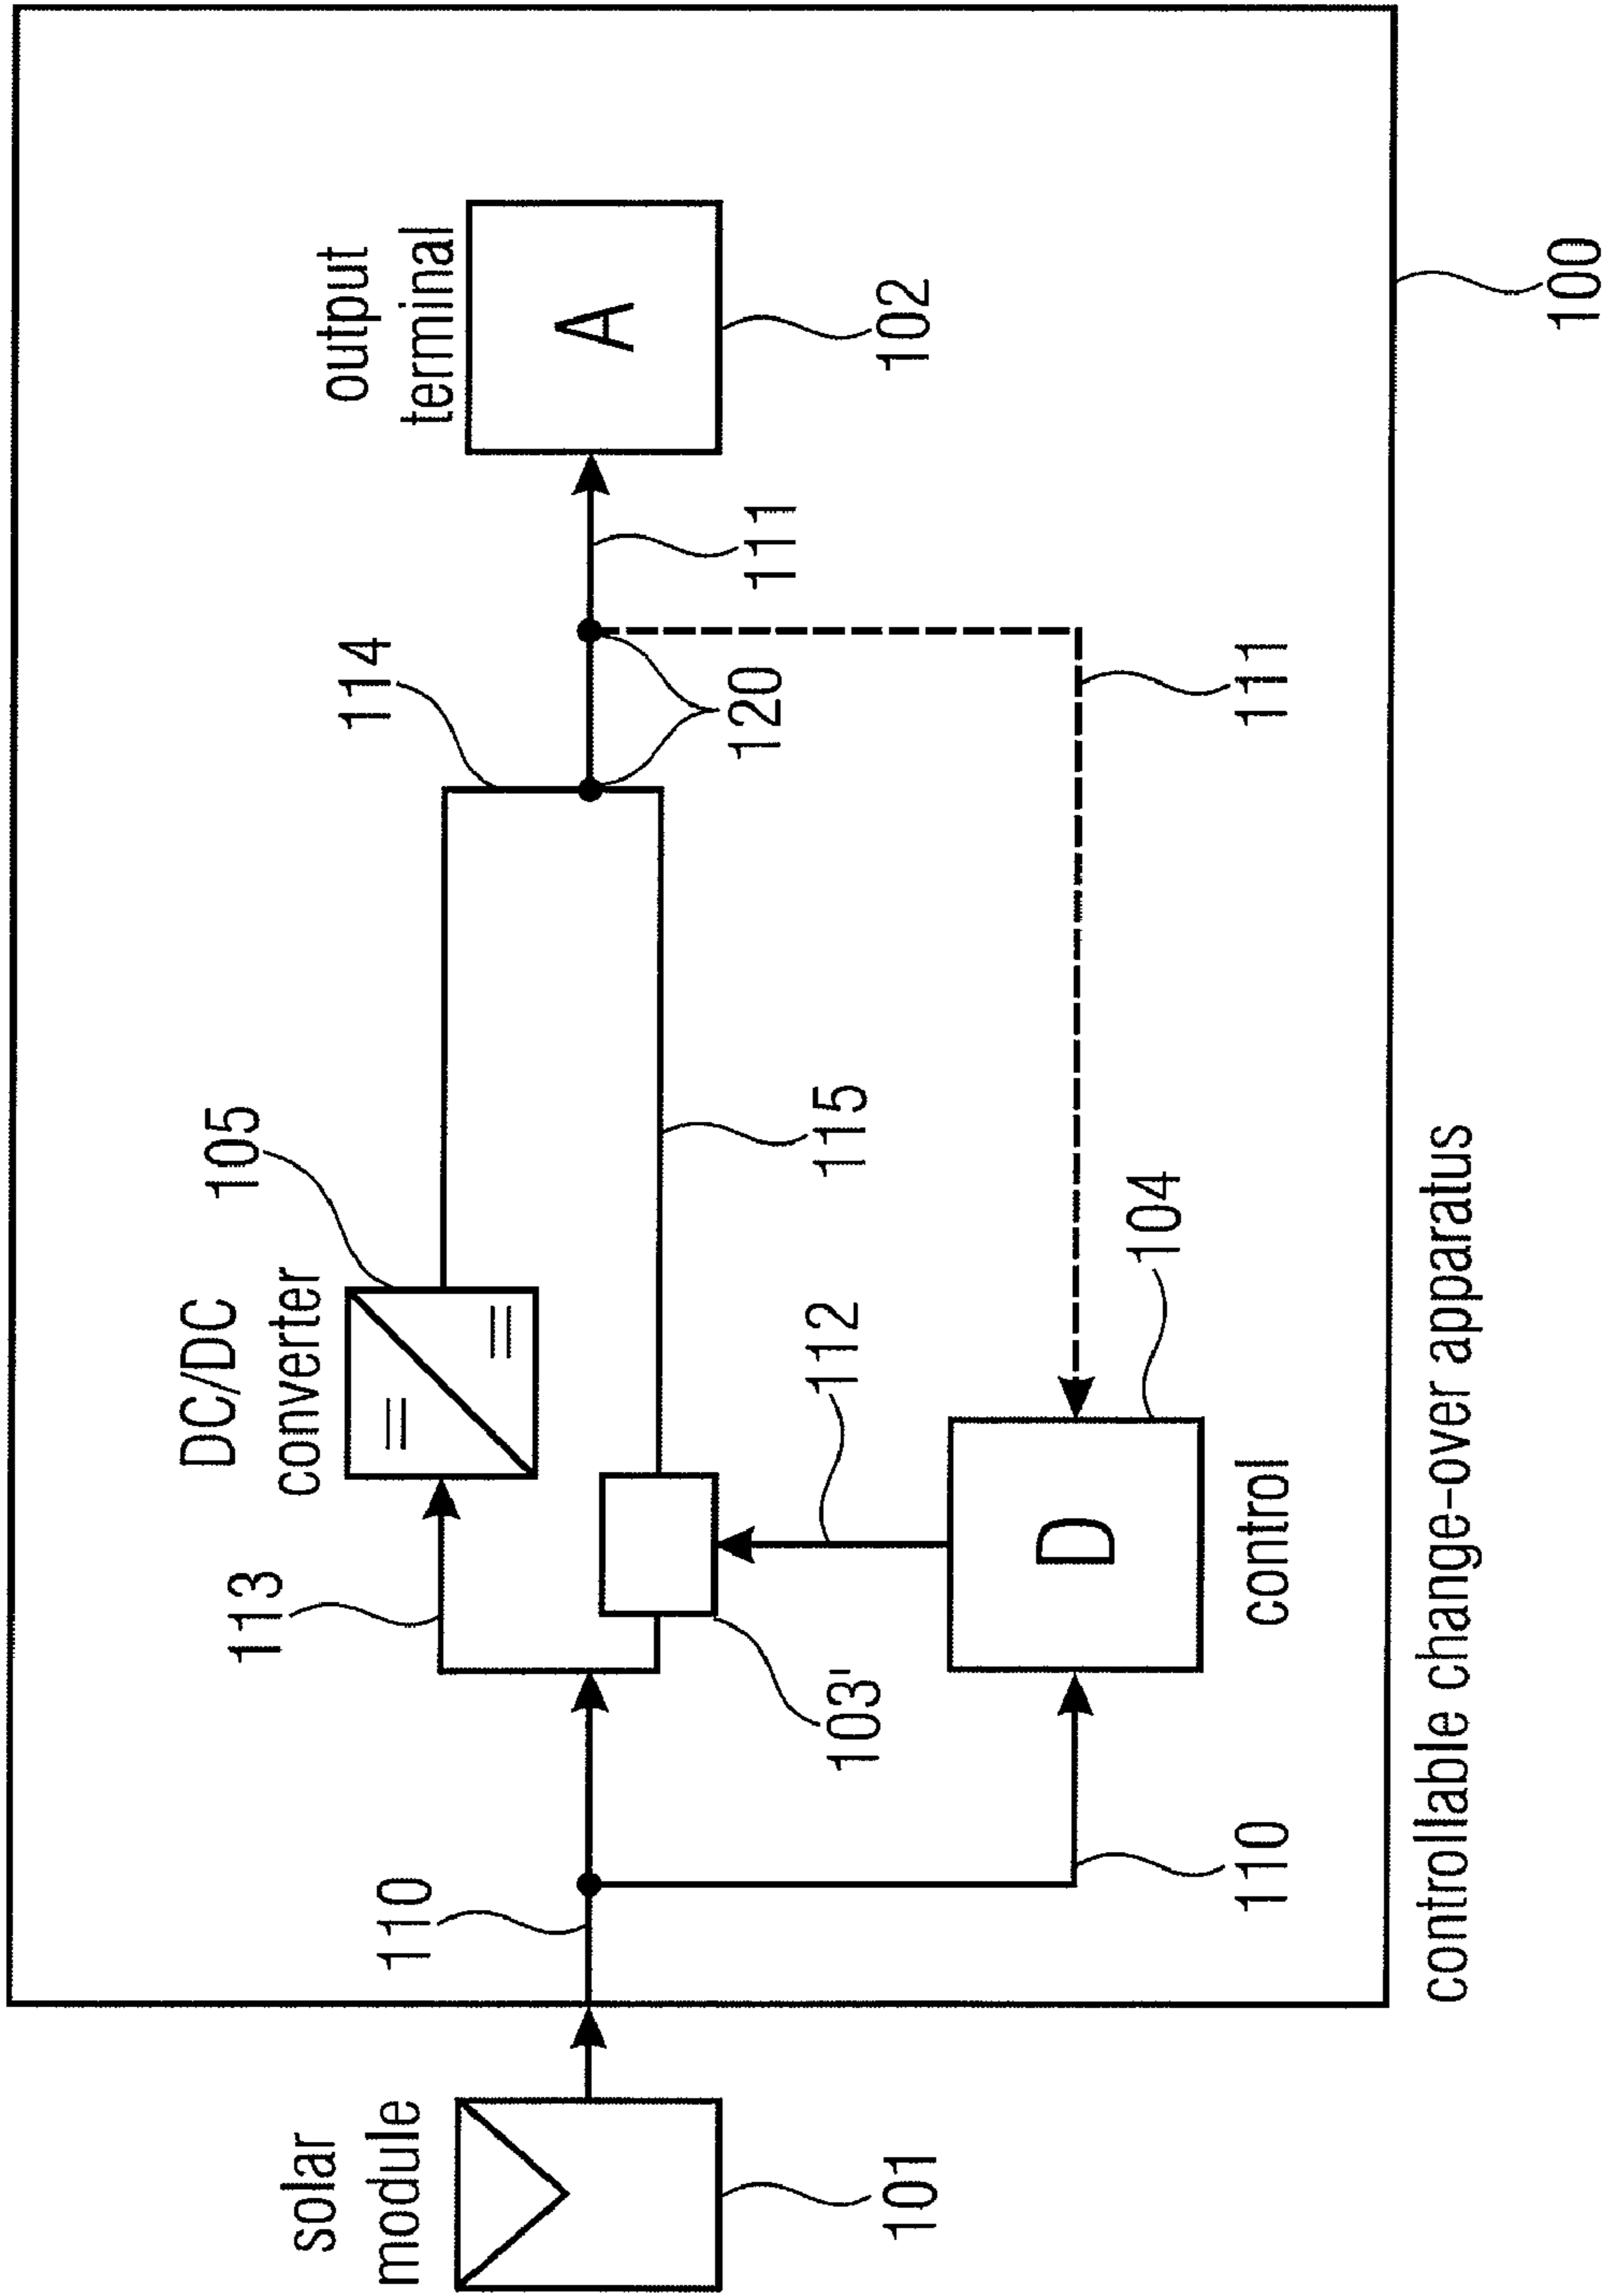 solar
module
101
110
110
113
DC/DC
converter
105
103'
112
D
control
104
115
114
120
111
111
output
terminal
A
102
controllable change-over apparatus
100